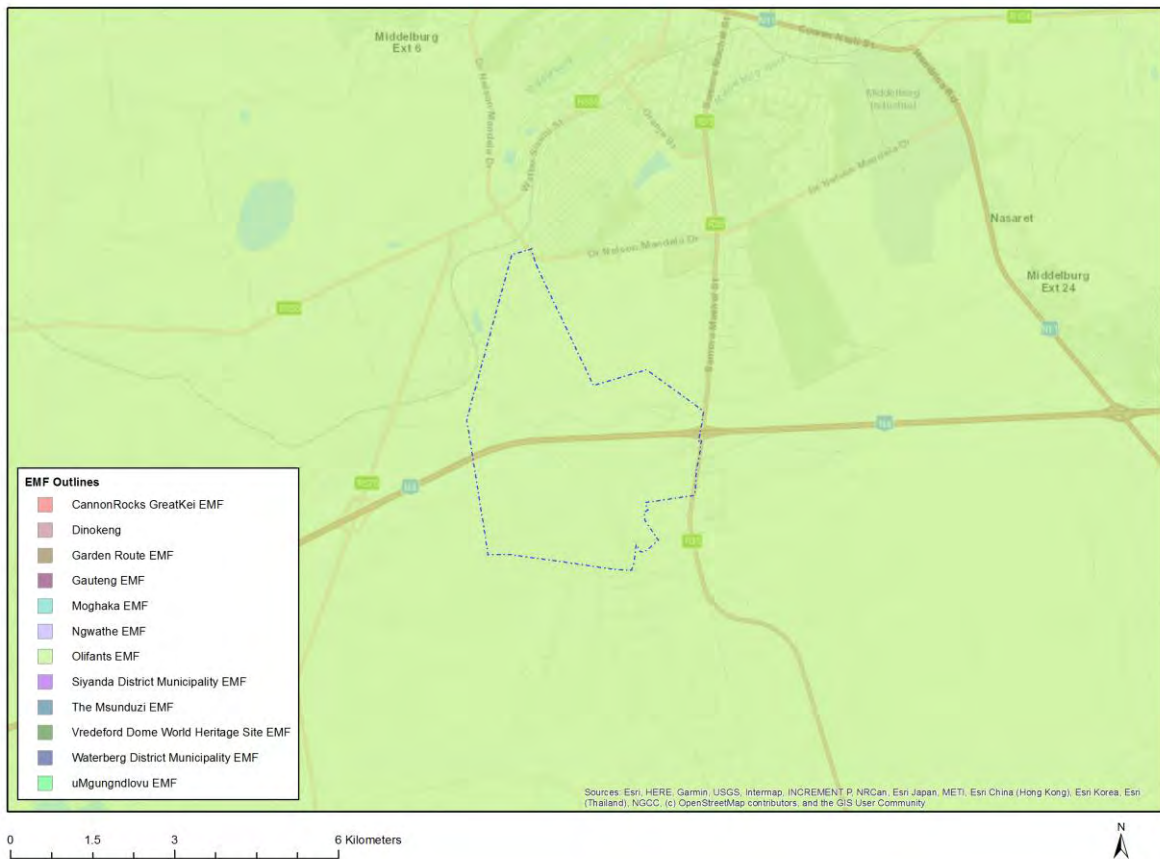 N11
R104
Cowen Ntuli St.
Middelburg
Ext 6
Samora Machel St.
Wanderers
Dr Nelson Mandela Dr
Middelburg
Industrial
Walter Sisulu St
Dr Nelson Mandela Dr
Nasaret
Dr Nelson Mandela Dr
Middelburg
Ext 24
N11
Samora Machel St
N4
EMF Outlines
CannonRocks GreatKei EMF
R575
N4
Dinokeng
Garden Route EMF
R35
Gauteng EMF
Moghaka EMF
Ngwathe EMF
Olifants EMF
Siyanda District Municipality EMF
The Msunduzi EMF
Vredeford Dome World Heritage Site EMF
Waterberg District Municipality EMF
uMgungndlovu EMF
Sources: Esri, HERE, Garmin, USGS, Intermap, INCREMENT P, NRCan, Esri Japan, METI, Esri China (Hong Kong), Esri Korea, Esri
(Thailand), NGCC, (c) OpenStreetMap contributors, and the GIS User Community
0 1.5 3 6 Kilometers
N